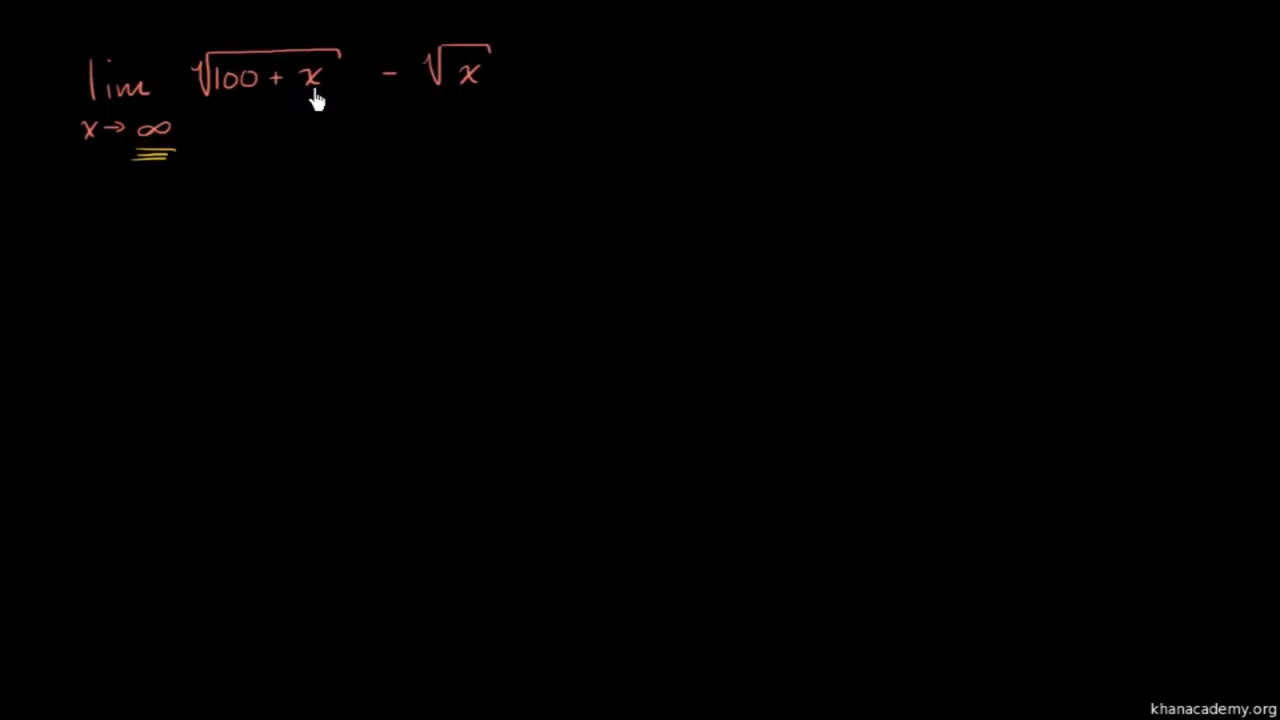 lim √(100 + x) - √x
x → ∞
khanacademy.org